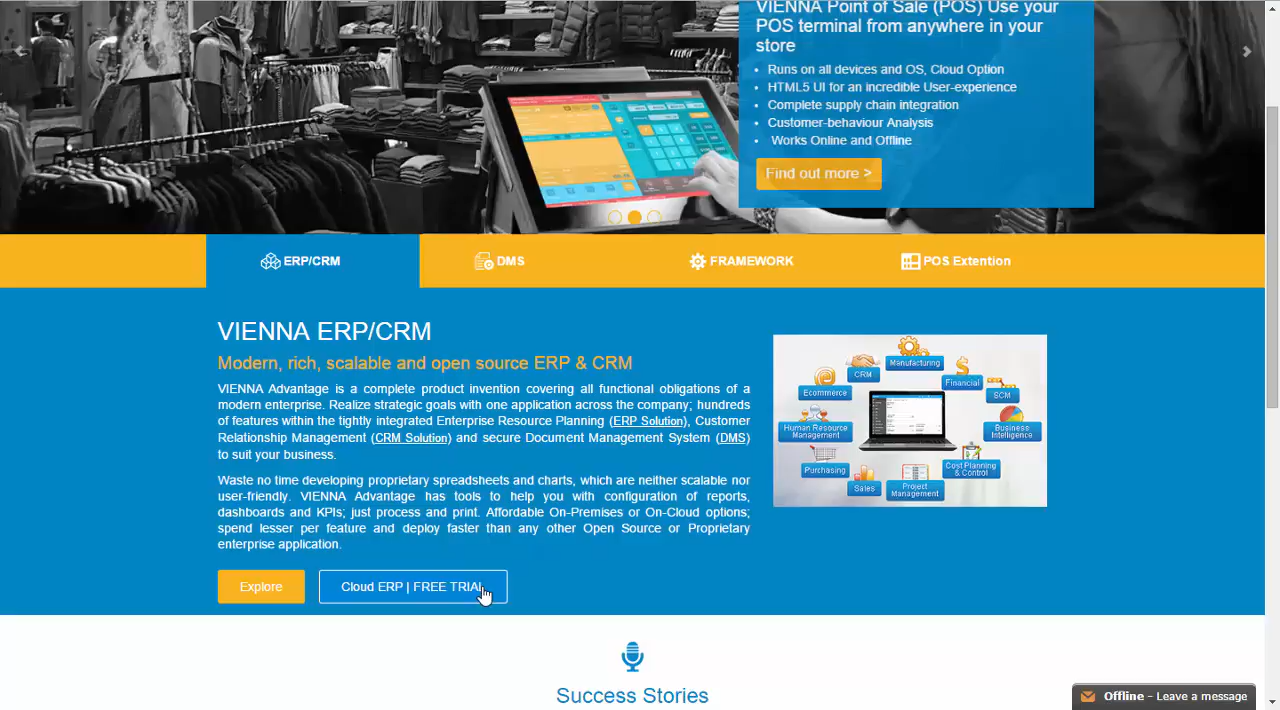 VIENNA Point of Sale (POS) Use your
POS terminal from anywhere in your
store
Runs on all devices and OS, Cloud Option
HTML5 UI for an incredible User-experience
Complete supply chain integration
Customer-behaviour Analysis
Works Online and Offline
Find out more >
ERP/CRM
DMS
FRAMEWORK
POS Extention
VIENNA ERP/CRM
Modern, rich, scalable and open source ERP & CRM
VIENNA Advantage is a complete product invention covering all functional obligations of a
modern enterprise. Realize strategic goals with one application across the company; hundreds
of features within the tightly integrated Enterprise Resource Planning (ERP Solution), Customer
Relationship Management (CRM Solution) and secure Document Management System (DMS)
to suit your business.
Waste no time developing proprietary spreadsheets and charts, which are neither scalable nor
user-friendly. VIENNA Advantage has tools to help you with configuration of reports,
dashboards and KPIs; just process and print. Affordable On-Premises or On-Cloud options;
spend lesser per feature and deploy faster than any other Open Source or Proprietary
enterprise application.
Manufacturing
CRM
Financial
Ecommerce
SCM
Human Resource
Management
Business
Intelligence
Purchasing
Cost Planning
& Control
Sales
Project
Management
Explore
Cloud ERP | FREE TRIAL
Success Stories
Offline - Leave a message